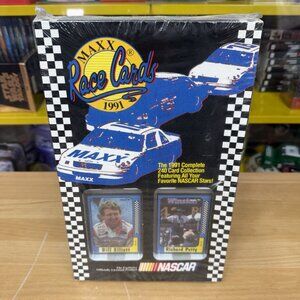 MAXX®
Race Cards
1991
MAXX
MAXX
The 1991 Complete
240 Card Collection
Featuring All Your
Favorite NASCAR Stars!
Winston
Bill Elliott
Richard Petty
NASCAR